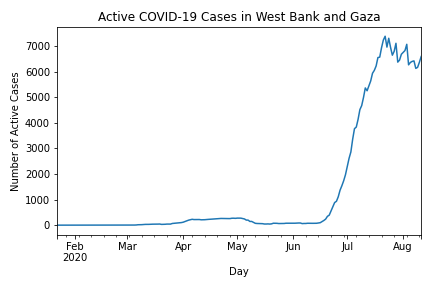 Active COVID-19 Cases in West Bank and Gaza
Number of Active Cases
7000
6000
5000
4000
3000
2000
1000
0
Feb
2020
Mar
Apr
May
Jun
Jul
Aug
Day